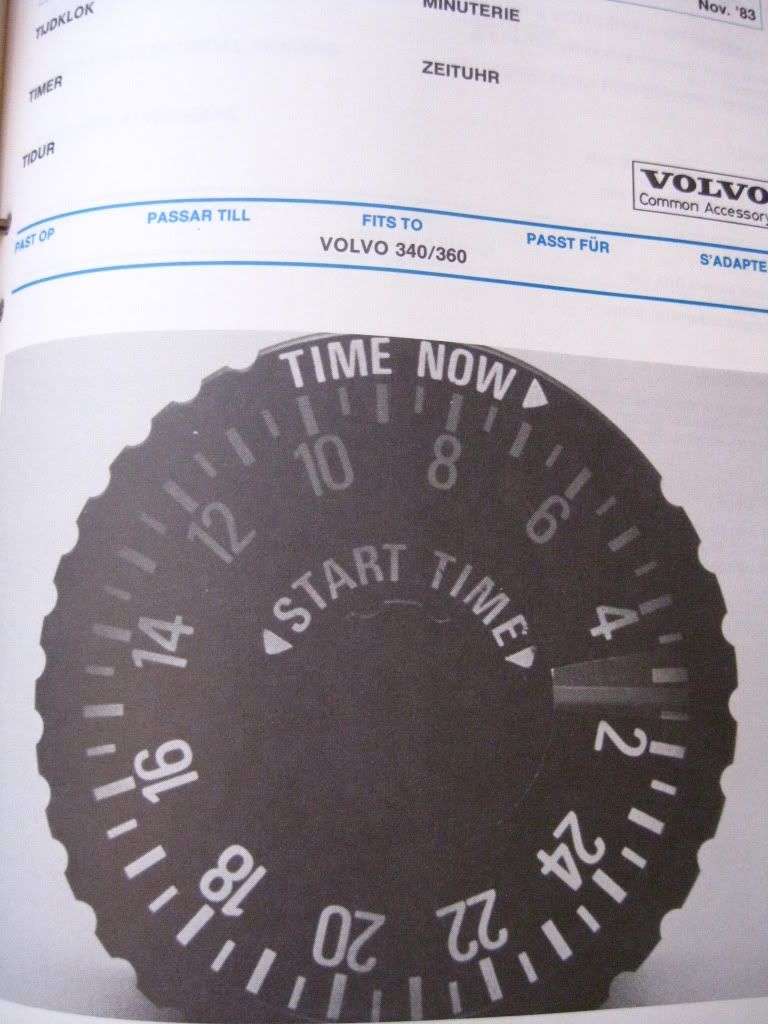 Nov. '83
TIJDKLOK
MINUTERIE
TIMER
ZEITUHR
TIDUR
VOLVO
Common Accessory
PAST OP
PASSAR TILL
FITS TO
PASST FÜR
S'ADAPTE
VOLVO 340/360
TIME NOW
10
8
12
6
START TIME
14
4
16
2
18
24
20
22